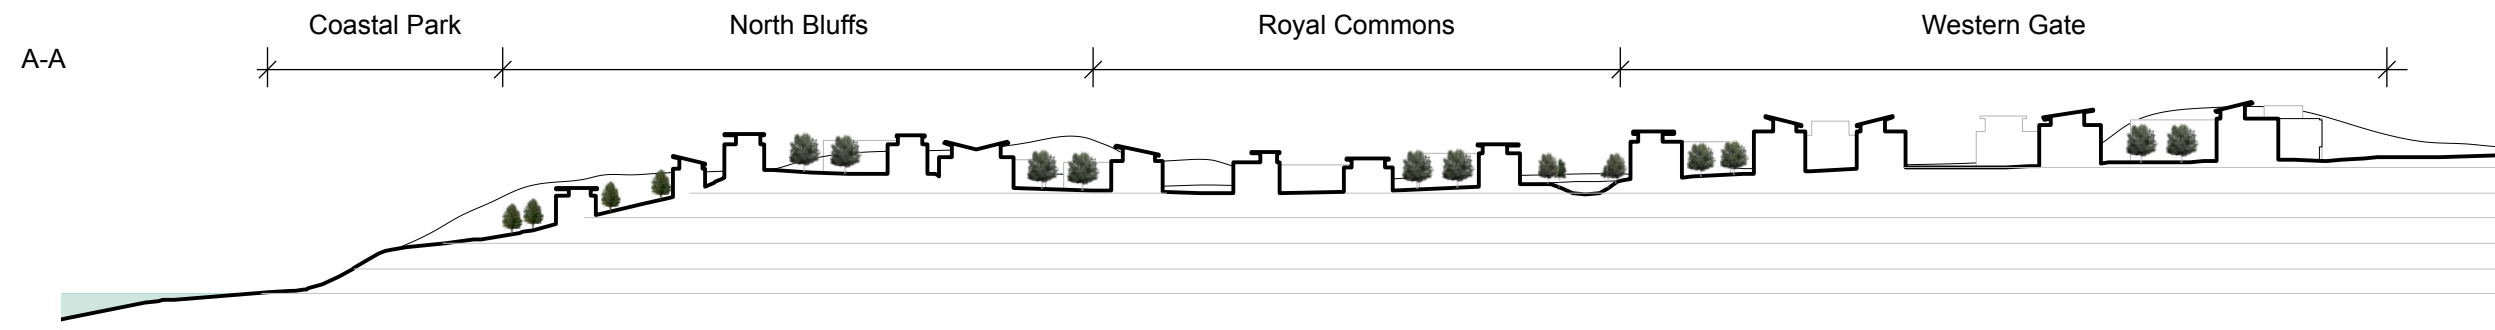 Coastal Park
North Bluffs
Royal Commons
Western Gate
A-A